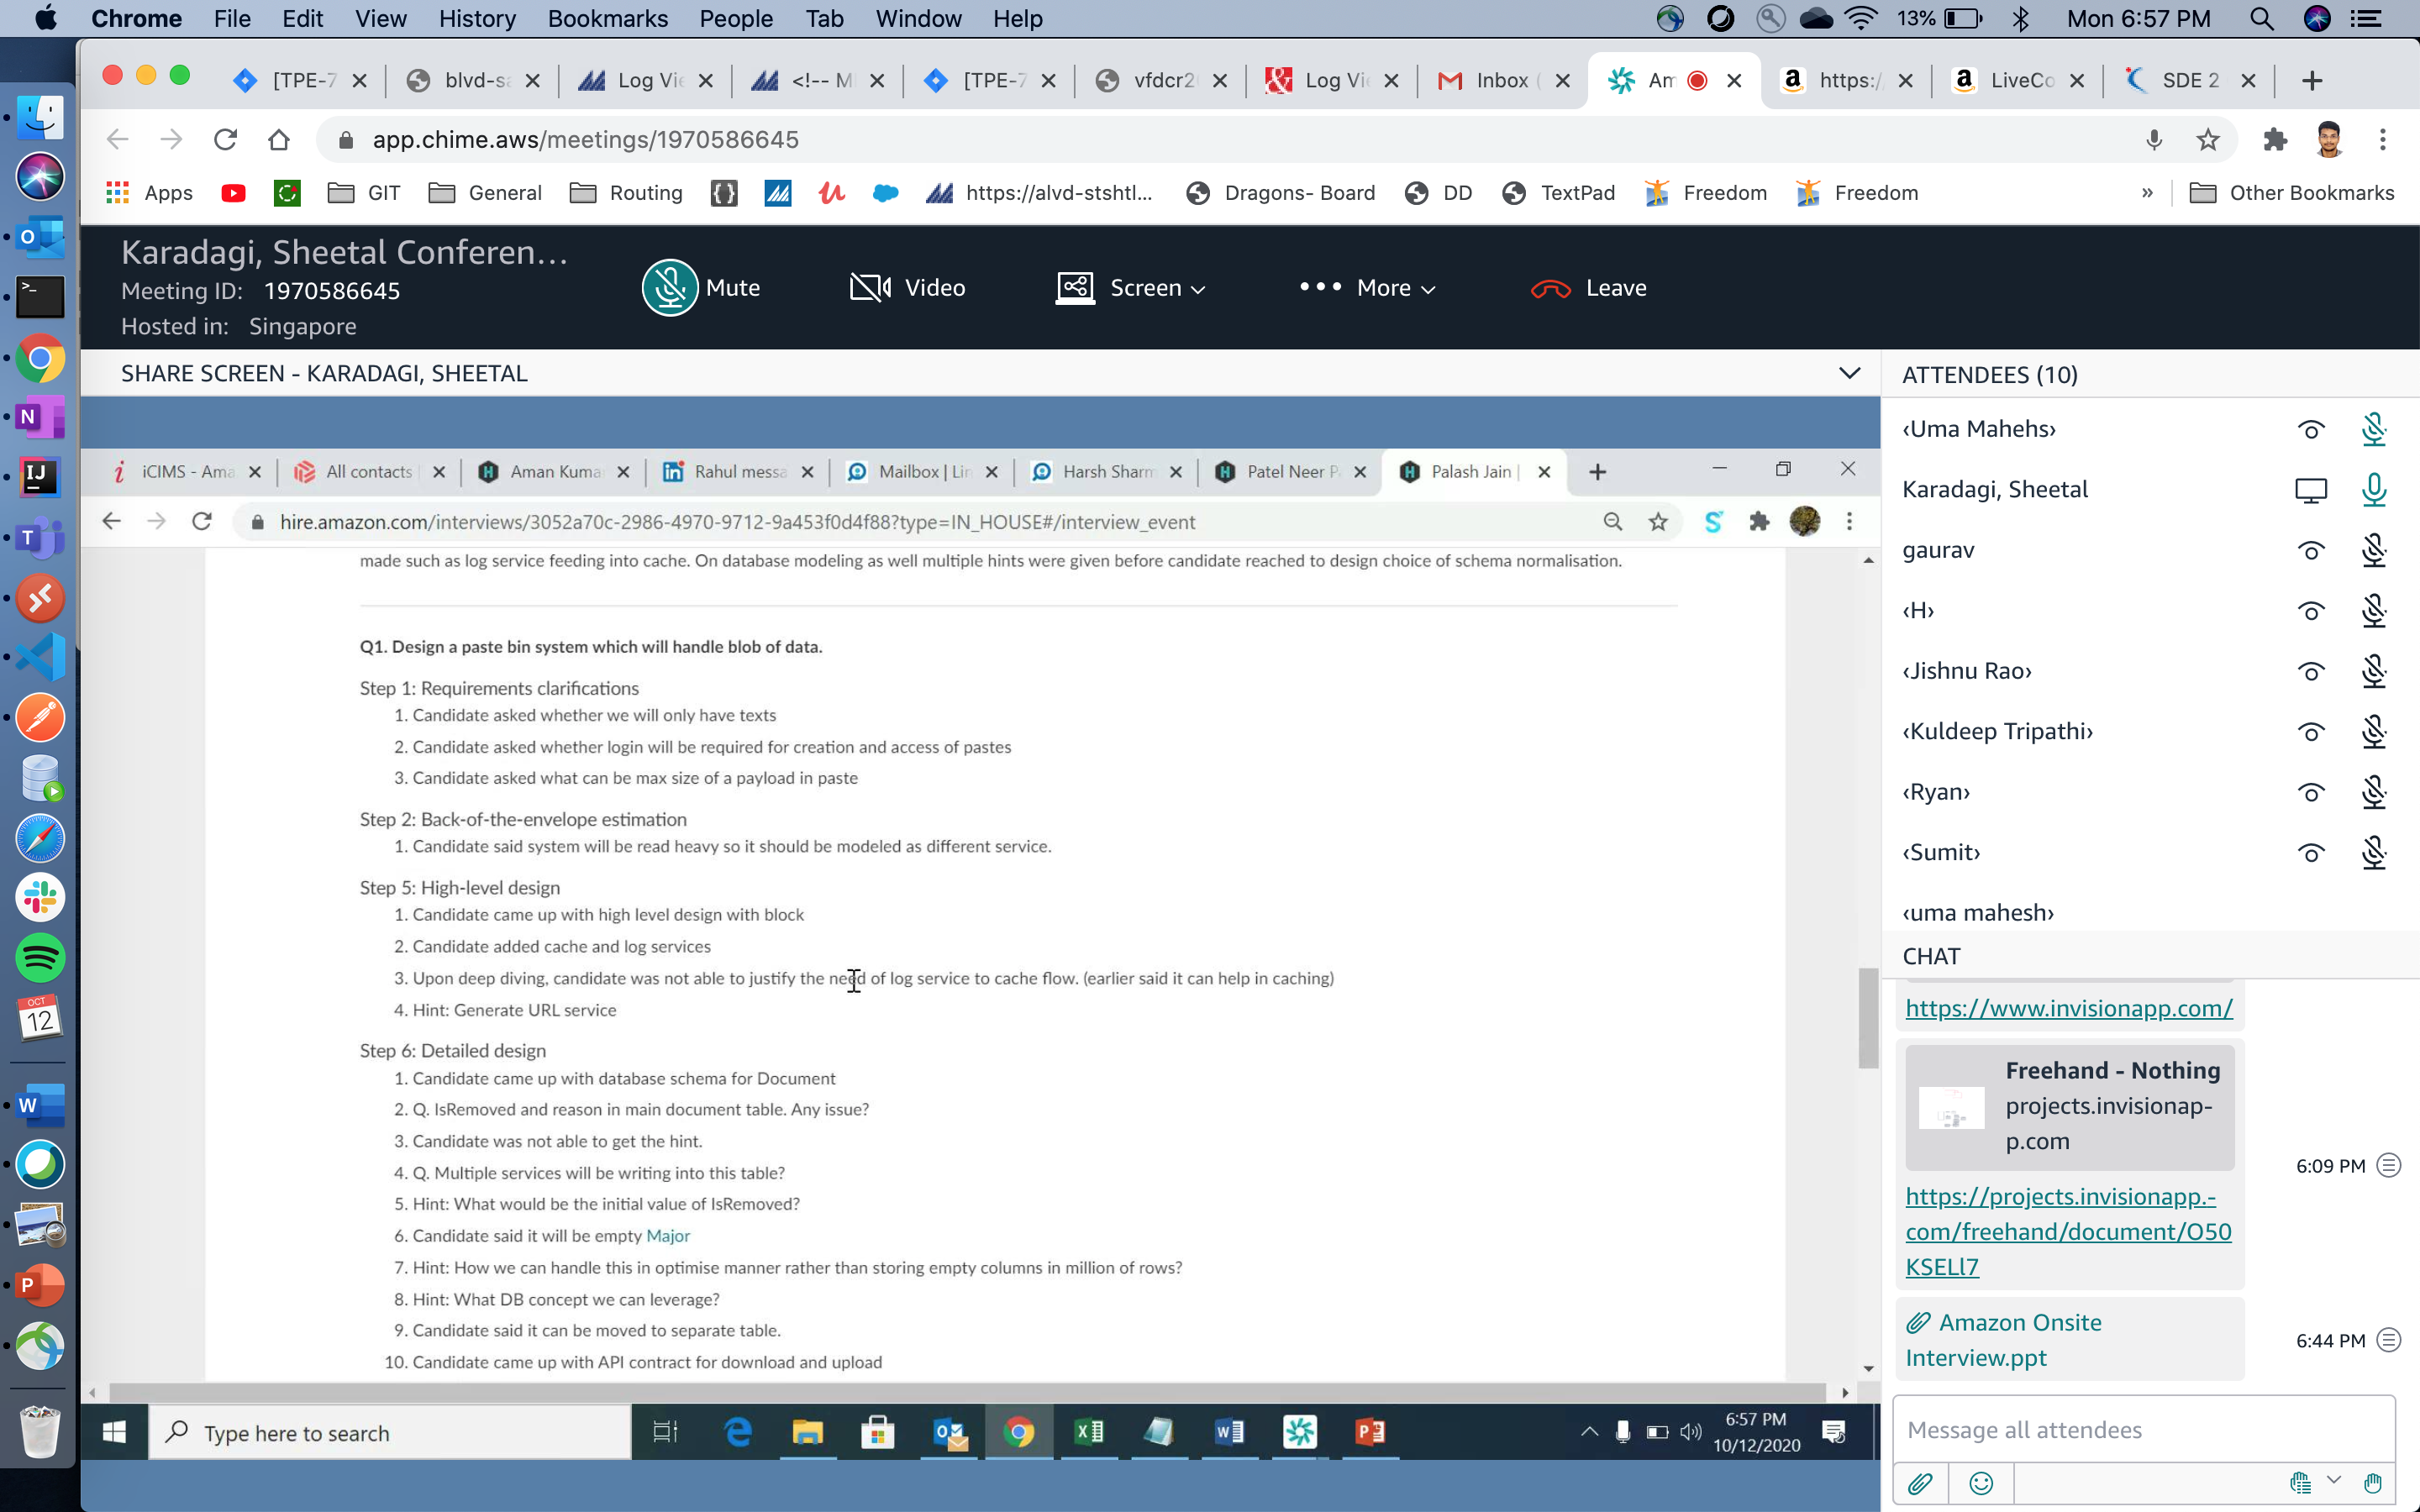 Chrome File Edit View History Bookmarks People Tab Window Help 13% Mon 6:57 PM
[TPE-7 blvd-sa Log Vie <!-- M [TPE-7 vfdcr2 Log Vie Inbox ( Am https:/ LiveCo SDE 2
app.chime.aws/meetings/1970586645
Apps GIT General Routing https://alvd-stshtl... Dragons- Board DD TextPad Freedom Freedom » Other Bookmarks
Karadagi, Sheetal Conferen...
Meeting ID: 1970586645
Hosted in: Singapore
Mute Video Screen More Leave
SHARE SCREEN - KARADAGI, SHEETAL
iCIMS - Ama All contacts Aman Kuma Rahul messa Mailbox | Lin Harsh Sharm Patel Neer P Palash Jain |
hire.amazon.com/interviews/3052a70c-2986-4970-9712-9a453f0d4f88?type=IN_HOUSE#/interview_event
made such as log service feeding into cache. On database modeling as well multiple hints were given before candidate reached to design choice of schema normalisation.
Q1. Design a paste bin system which will handle blob of data.
Step 1: Requirements clarifications
1. Candidate asked whether we will only have texts
2. Candidate asked whether login will be required for creation and access of pastes
3. Candidate asked what can be max size of a payload in paste
Step 2: Back-of-the-envelope estimation
1. Candidate said system will be read heavy so it should be modeled as different service.
Step 5: High-level design
1. Candidate came up with high level design with block
2. Candidate added cache and log services
3. Upon deep diving, candidate was not able to justify the need of log service to cache flow. (earlier said it can help in caching)
4. Hint: Generate URL service
Step 6: Detailed design
1. Candidate came up with database schema for Document
2. Q. IsRemoved and reason in main document table. Any issue?
3. Candidate was not able to get the hint.
4. Q. Multiple services will be writing into this table?
5. Hint: What would be the initial value of IsRemoved?
6. Candidate said it will be empty Major
7. Hint: How we can handle this in optimise manner rather than storing empty columns in million of rows?
8. Hint: What DB concept we can leverage?
9. Candidate said it can be moved to separate table.
10. Candidate came up with API contract for download and upload
Type here to search
6:57 PM
10/12/2020
ATTENDEES (10)
‹Uma Mahehs›
Karadagi, Sheetal
gaurav
‹H›
‹Jishnu Rao›
‹Kuldeep Tripathi›
‹Ryan›
‹Sumit›
‹uma mahesh›
CHAT
https://www.invisionapp.com/
Freehand - Nothing
projects.invisionap-
p.com
6:09 PM
https://projects.invisionapp.-
com/freehand/document/O50
KSELl7
Amazon Onsite
Interview.ppt
6:44 PM
Message all attendees
OCT
12